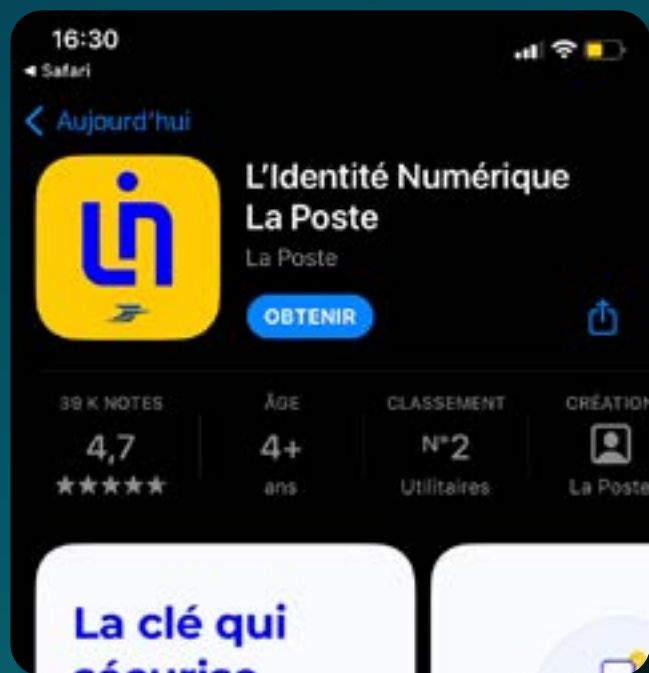 16:30
◀ Safari
Aujourd'hui
L'Identité Numérique
La Poste
La Poste
OBTENIR
39 K NOTES
ÂGE
CLASSEMENT
CRÉATION
4,7
4+
N°2
★★★★★
ans
Utilitaires
La Poste
La clé qui
sécurise